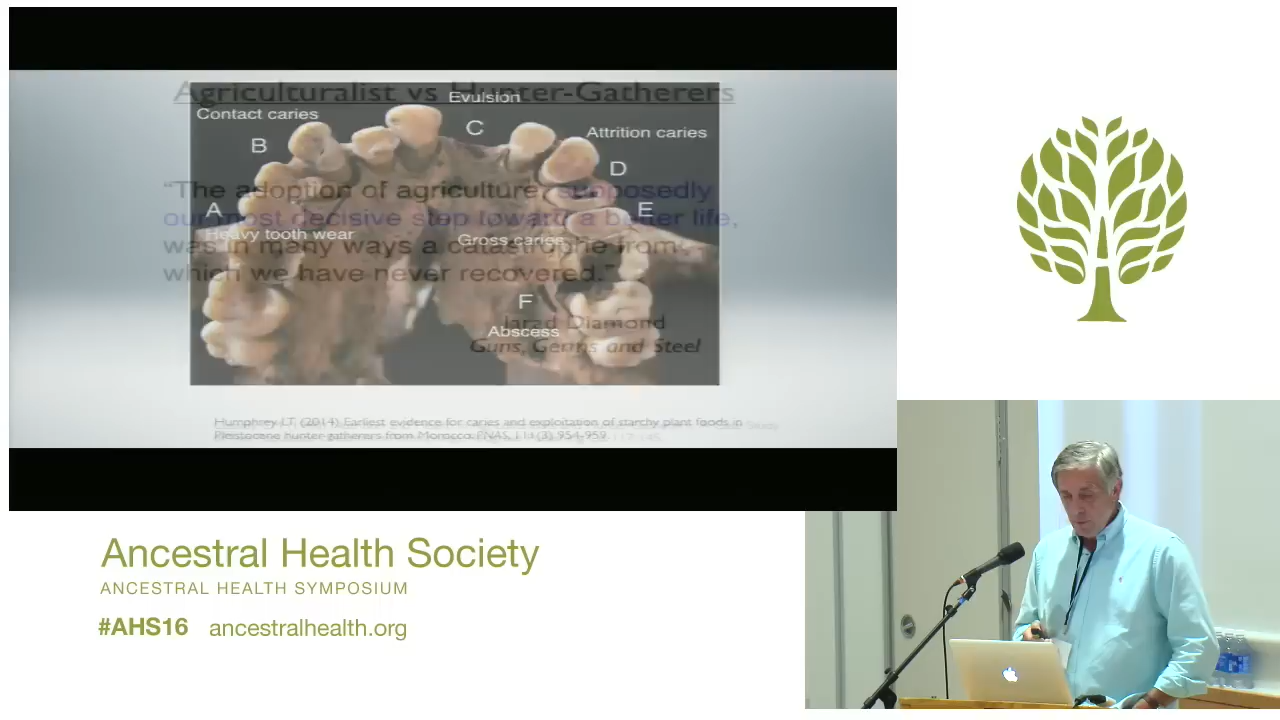 Agriculturalist vs Hunter-Gatherers
Evulsion
Contact caries
C
Attrition caries
B
D
"The adoption of agriculture, supposedly
A
E
our most decisive step toward a better life,
Heavy tooth wear
Gross caries
was in many ways a catastrophe from
which we have never recovered."
F
Jarad Diamond
Abscess
Guns, Germs and Steel
Humphrey LT (2014) Earliest evidence for caries and exploitation of starchy plant foods in
Pleistocene hunter-gatherers from Morocco. PNAS, 111(3) 954-959.
Ancestral Health Society
ANCESTRAL HEALTH SYMPOSIUM
#AHS16 ancestralhealth.org